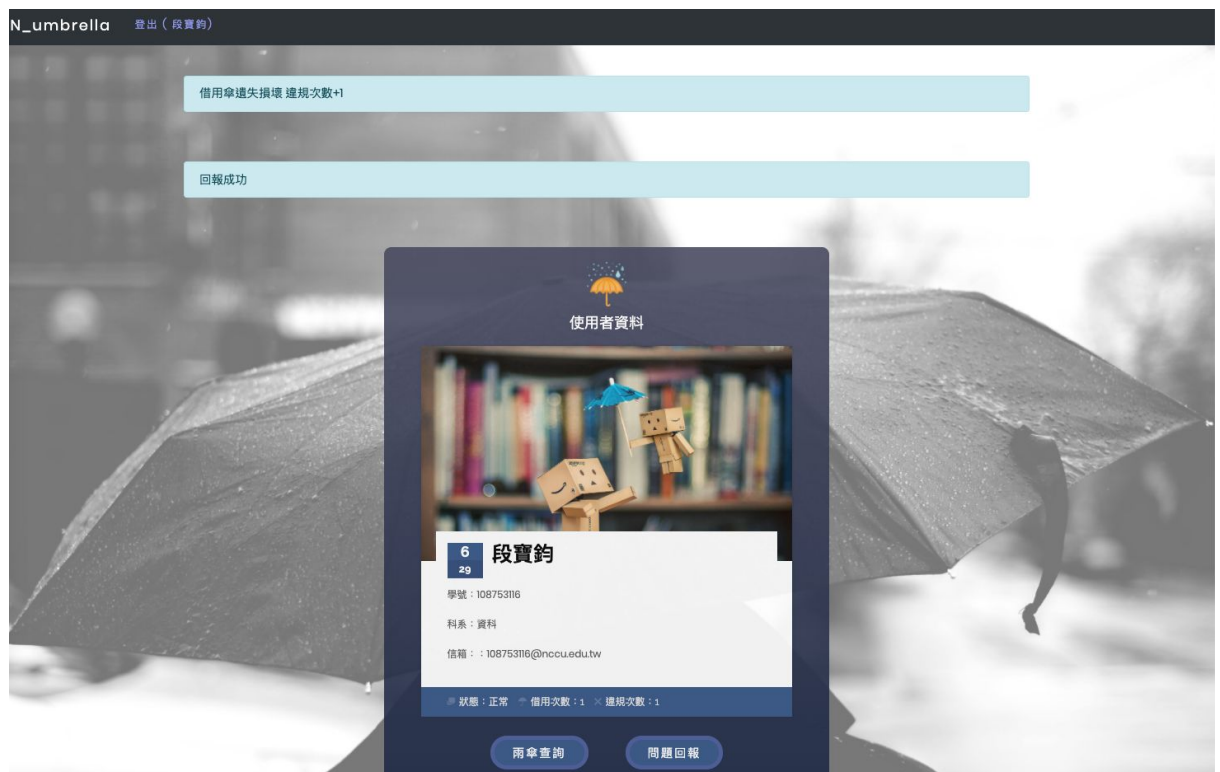 N_umbrella 登出 ( 段寶鈞)
借用傘遺失損壞 違規次數+1
回報成功
使用者資料
6
29
段寶鈞
學號：108753116
科系：資科
信箱：：108753116@nccu.edu.tw
狀態：正常 借用次數：1 違規次數：1
雨傘查詢 問題回報